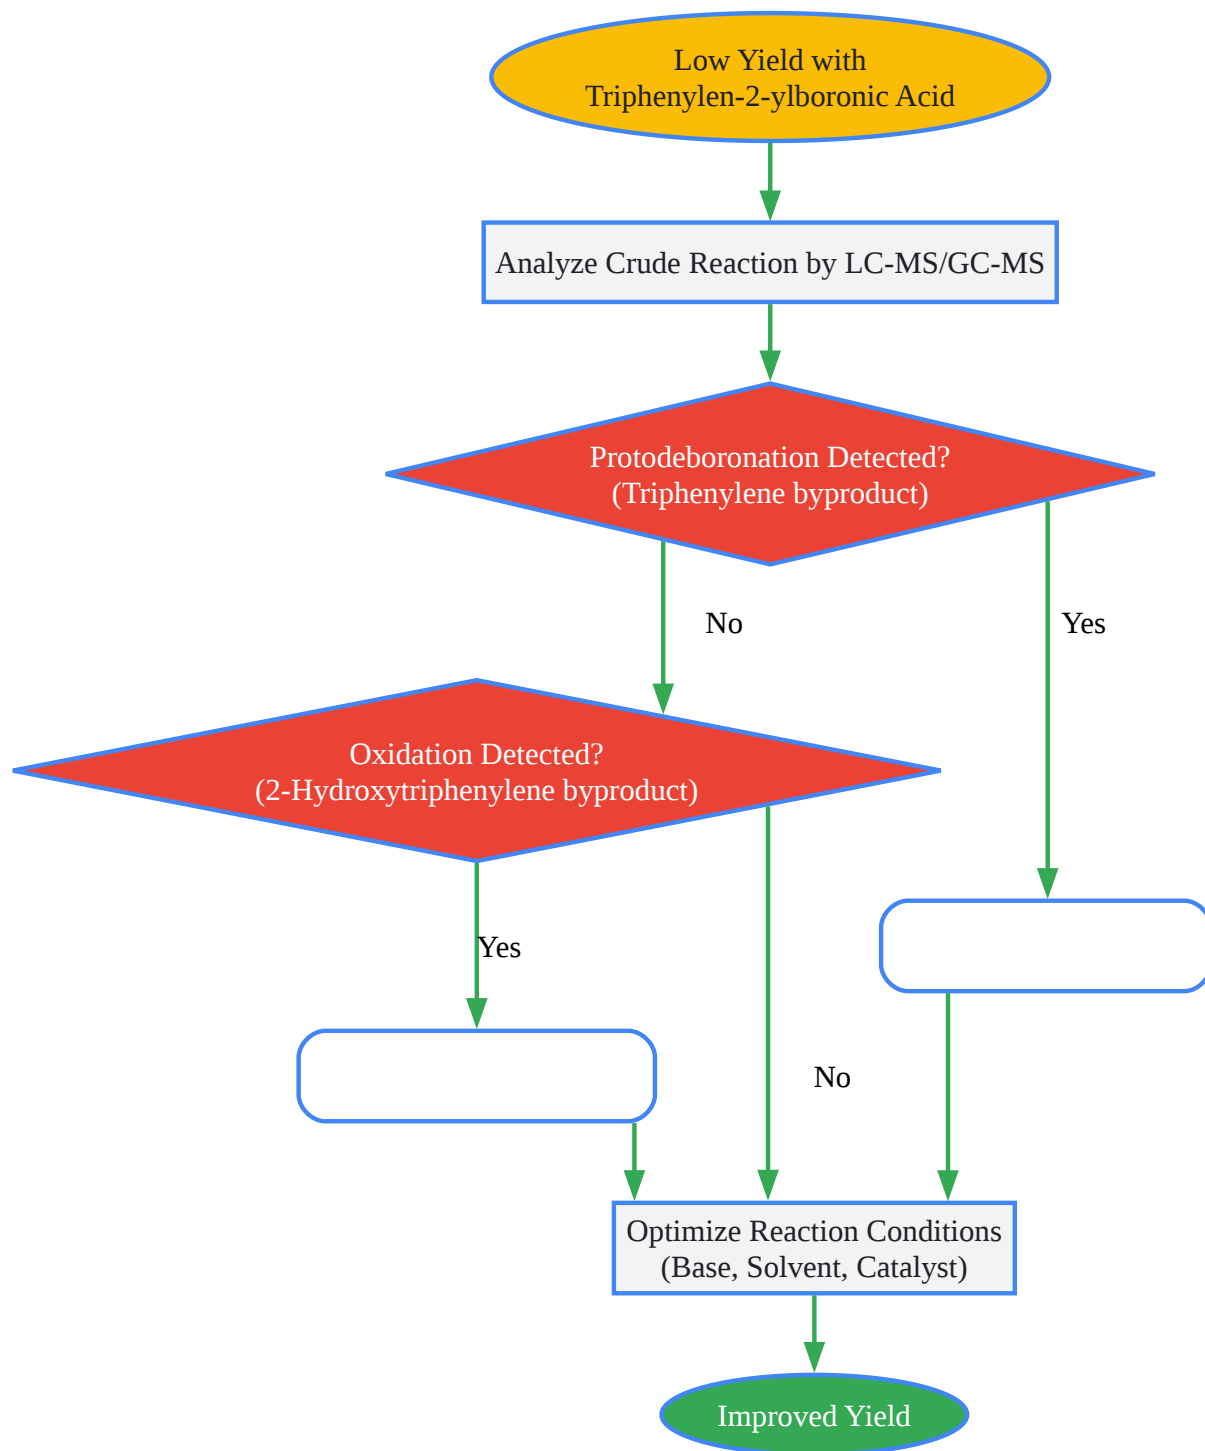 Low Yield with
Triphenylen-2-ylboronic Acid
Analyze Crude Reaction by LC-MS/GC-MS
Protodeboronation Detected?
(Triphenylene byproduct)
No
Yes
Oxidation Detected?
(2-Hydroxytriphenylene byproduct)
Yes
No
Optimize Reaction Conditions
(Base, Solvent, Catalyst)
Improved Yield